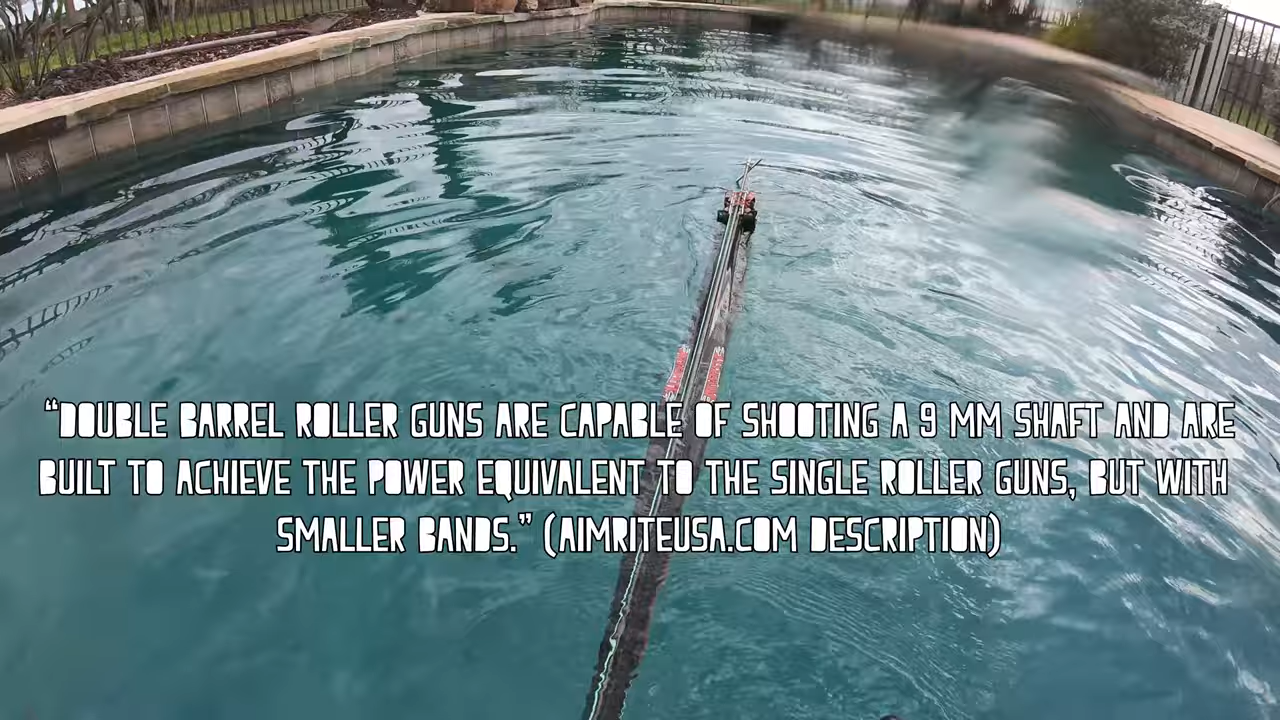 “DOUBLE BARREL ROLLER GUNS ARE CAPABLE OF SHOOTING A 9 MM SHAFT AND ARE
BUILT TO ACHIEVE THE POWER EQUIVALENT TO THE SINGLE ROLLER GUNS, BUT WITH
SMALLER BANDS.” (AIMRITEUSA.COM DESCRIPTION)